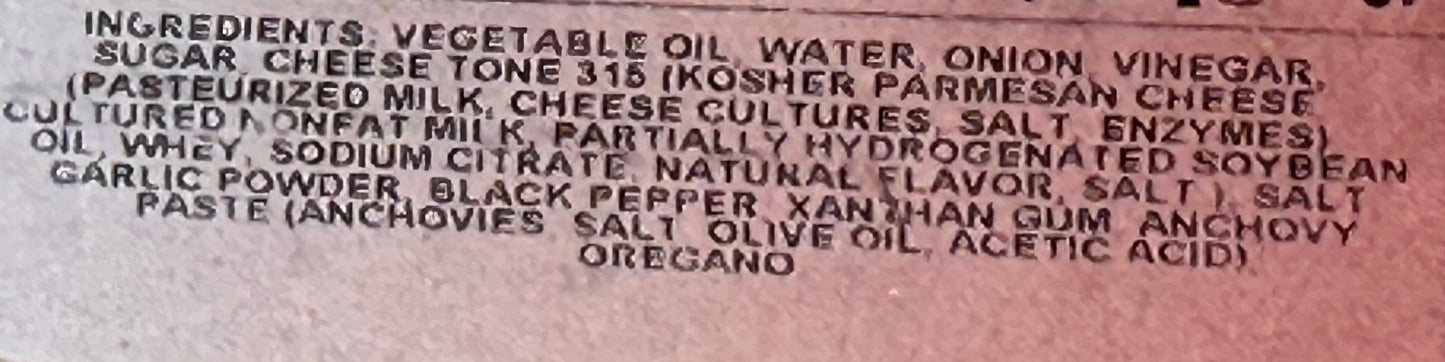 INGREDIENTS: VEGETABLE OIL, WATER, ONION, VINEGAR,
SUGAR, CHEESE TONE 315 (KOSHER PARMESAN CHEESE
(PASTEURIZED MILK, CHEESE CULTURES, SALT, ENZYMES),
CULTURED NONFAT MILK, PARTIALLY HYDROGENATED SOYBEAN
OIL, WHEY, SODIUM CITRATE, NATURAL FLAVOR, SALT), SALT
GARLIC POWDER, BLACK PEPPER, XANTHAN GUM, ANCHOVY
PASTE (ANCHOVIES, SALT, OLIVE OIL, ACETIC ACID),
OREGANO